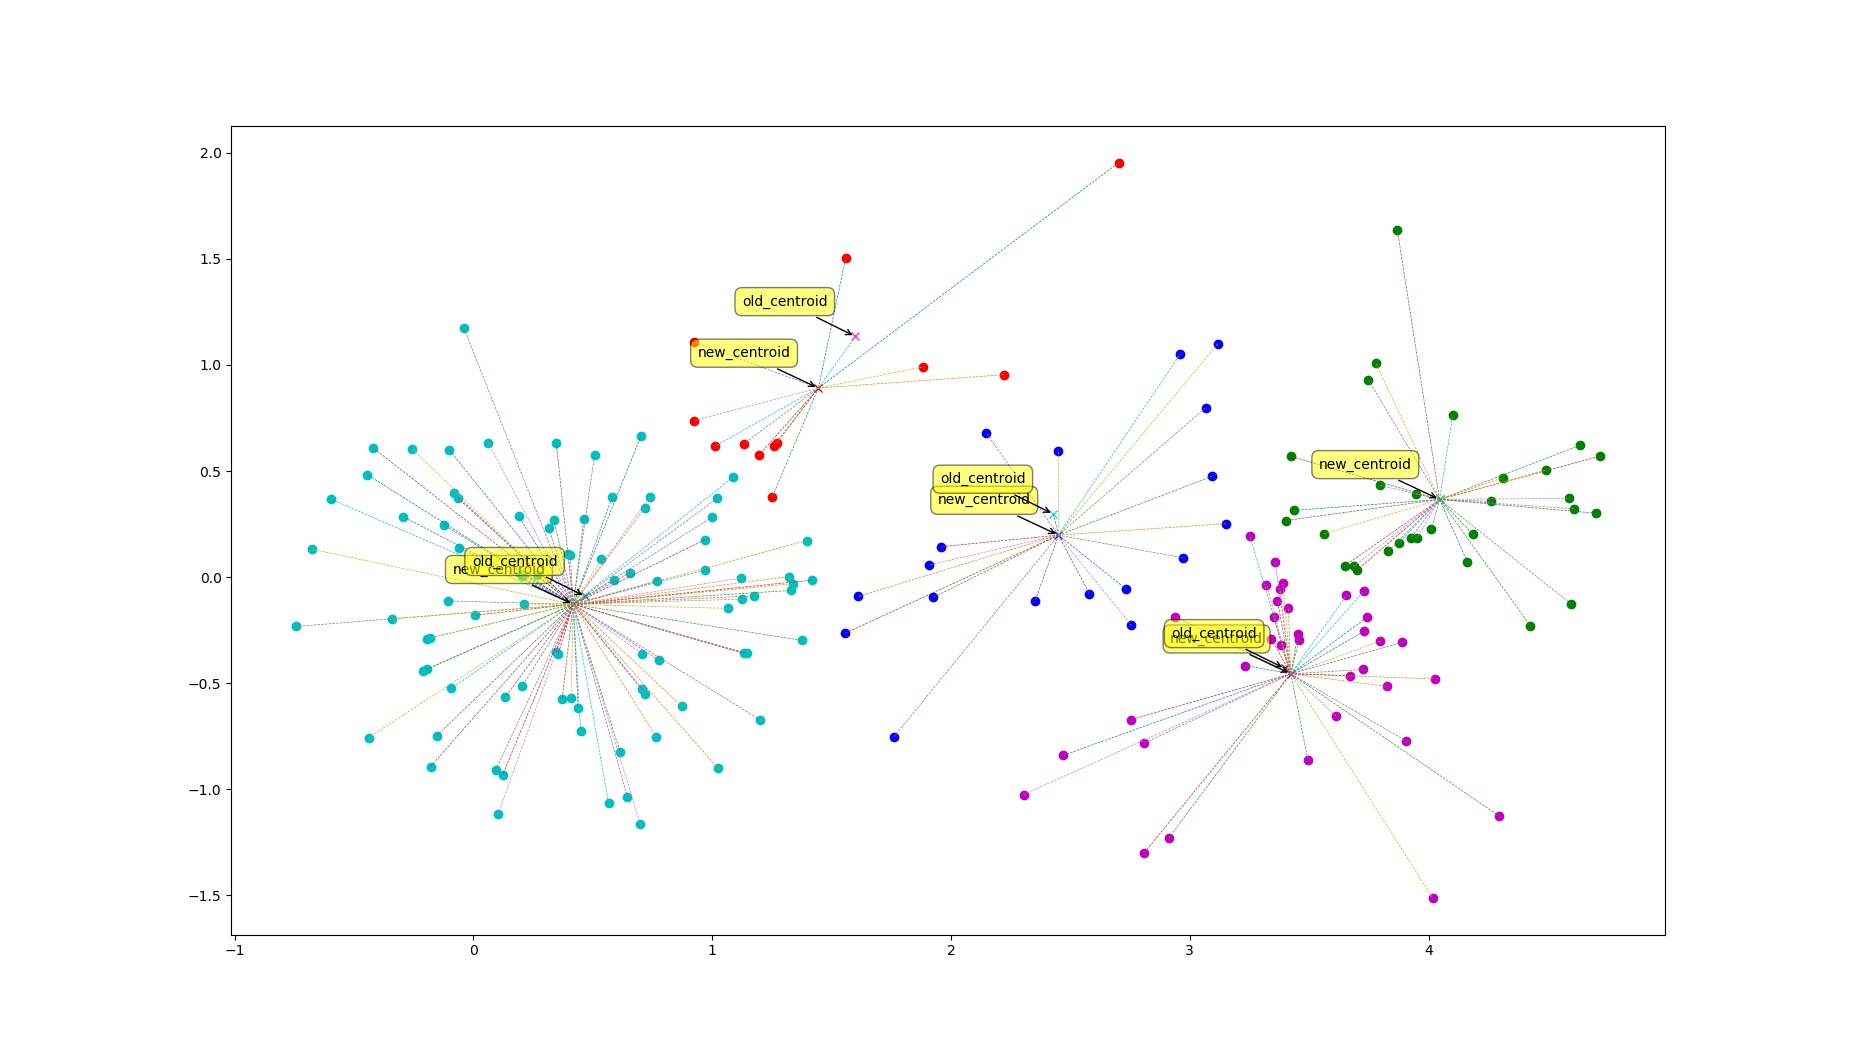 2.0
1.5
old_centroid
new_centroid
1.0
0.5
new_centroid
old_centroid
new_centroid
0.0
old_centroid
new_centroid
old_centroid
new_centroid
−0.5
−1.0
−1.5
−1 0 1 2 3 4